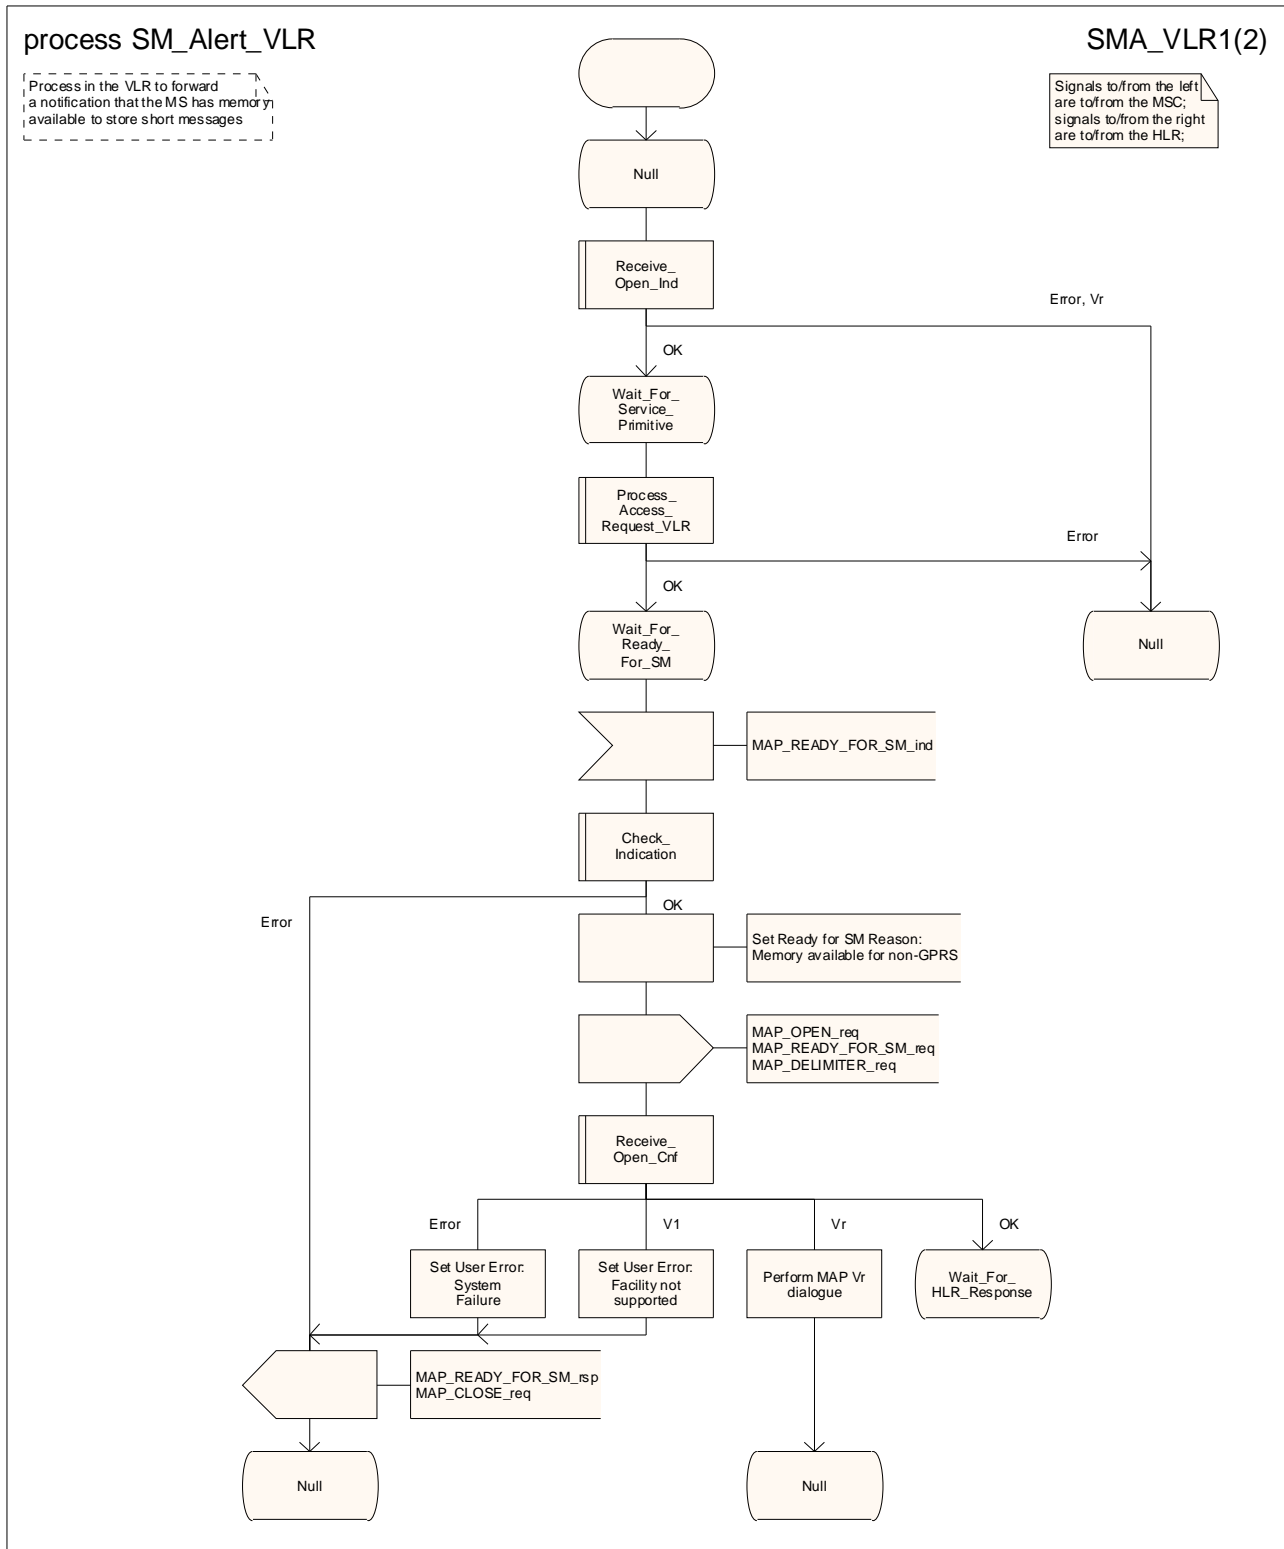 process SM_Alert_VLR
SMA_VLR1(2)
Process in the VLR to forward
a notification that the MS has memory
available to store short messages
Signals to/from the left
are to/from the MSC;
signals to/from the right
are to/from the HLR;
Null
Receive_
Open_Ind
Error, Vr
OK
Wait_For_
Service_
Primitive
Process_
Access_
Request_VLR
Error
OK
Wait_For_
Ready_
For_SM
Null
MAP_READY_FOR_SM_ind
Check_
Indication
Error
OK
Set Ready for SM Reason:
Memory available for non-GPRS
MAP_OPEN_req
MAP_READY_FOR_SM_req
MAP_DELIMITER_req
Receive_
Open_Cnf
Error
V1
Vr
OK
Set User Error:
System
Failure
Set User Error:
Facility not
supported
Perform MAP Vr
dialogue
Wait_For_
HLR_Response
MAP_READY_FOR_SM_rsp
MAP_CLOSE_req
Null
Null